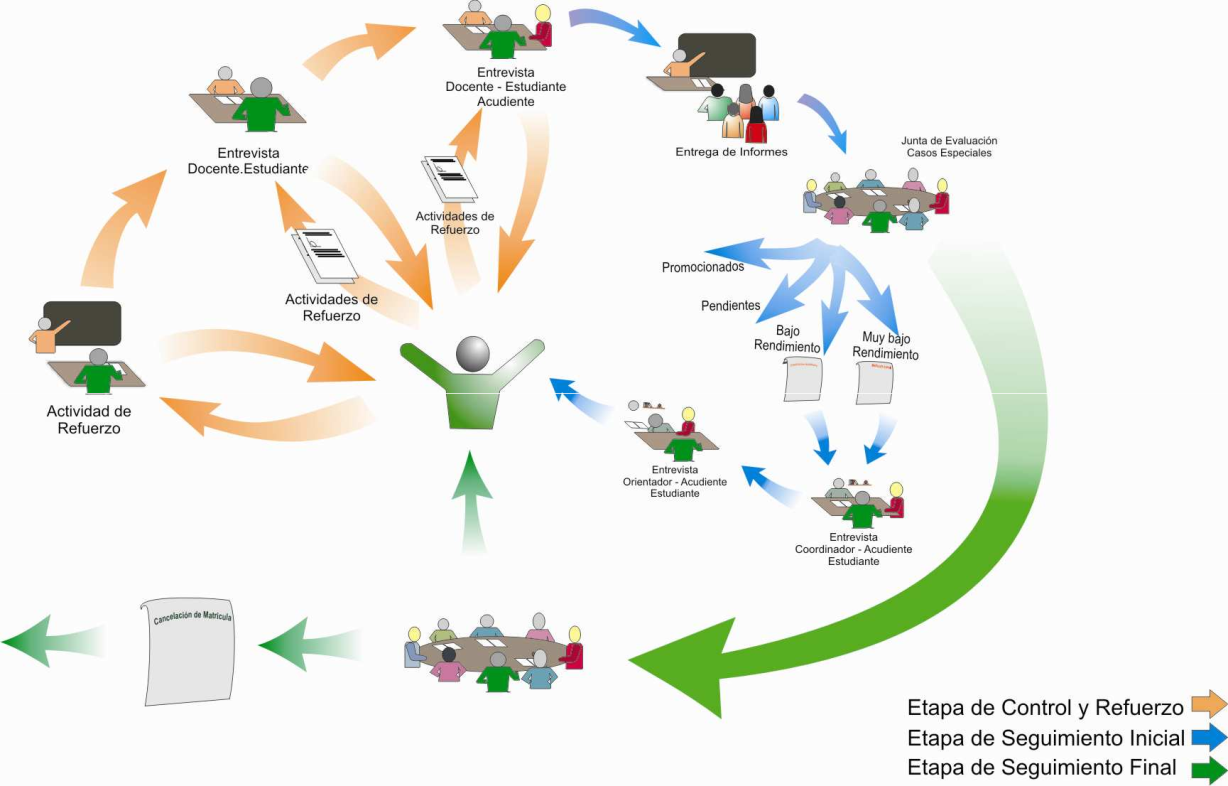 Entrevista
Docente - Estudiante
Acudiente
Entrevista
Docente.Estudiante
Entrega de Informes
Junta de Evaluación
Casos Especiales
Actividades de
Refuerzo
Actividades de
Refuerzo
Promocionados
Pendientes
Bajo
Rendimiento
Muy bajo
Rendimiento
Actividad de
Refuerzo
Entrevista
Orientador - Acudiente
Estudiante
Entrevista
Coordinador - Acudiente
Estudiante
Cancelación de Matricula
Etapa de Control y Refuerzo
Etapa de Seguimiento Inicial
Etapa de Seguimiento Final